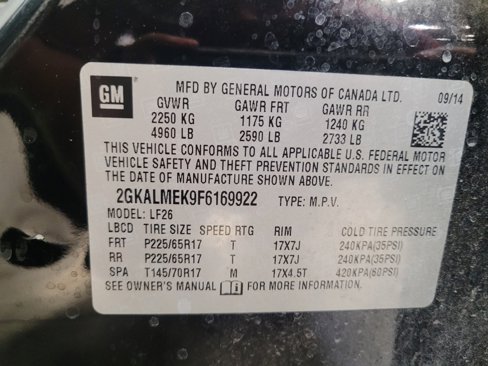 GM
MFD BY GENERAL MOTORS OF CANADA LTD. 09/14
GVWR GAWR FRT GAWR RR
2250 KG 1175 KG 1240 KG
4960 LB 2590 LB 2733 LB
THIS VEHICLE CONFORMS TO ALL APPLICABLE U.S. FEDERAL MOTOR
VEHICLE SAFETY AND THEFT PREVENTION STANDARDS IN EFFECT ON
THE DATE OF MANUFACTURE SHOWN ABOVE.
2GKALMEK9F6169922 TYPE: M.P.V.
MODEL: LF26
LBCD TIRE SIZE SPEED RTG RIM COLD TIRE PRESSURE
FRT P225/65R17 T 17X7J 240KPA(35PSI)
RR P225/65R17 T 17X7J 240KPA(35PSI)
SPA T145/70R17 M 17X4.5T 420KPA(60PSI)
SEE OWNER'S MANUAL FOR MORE INFORMATION.